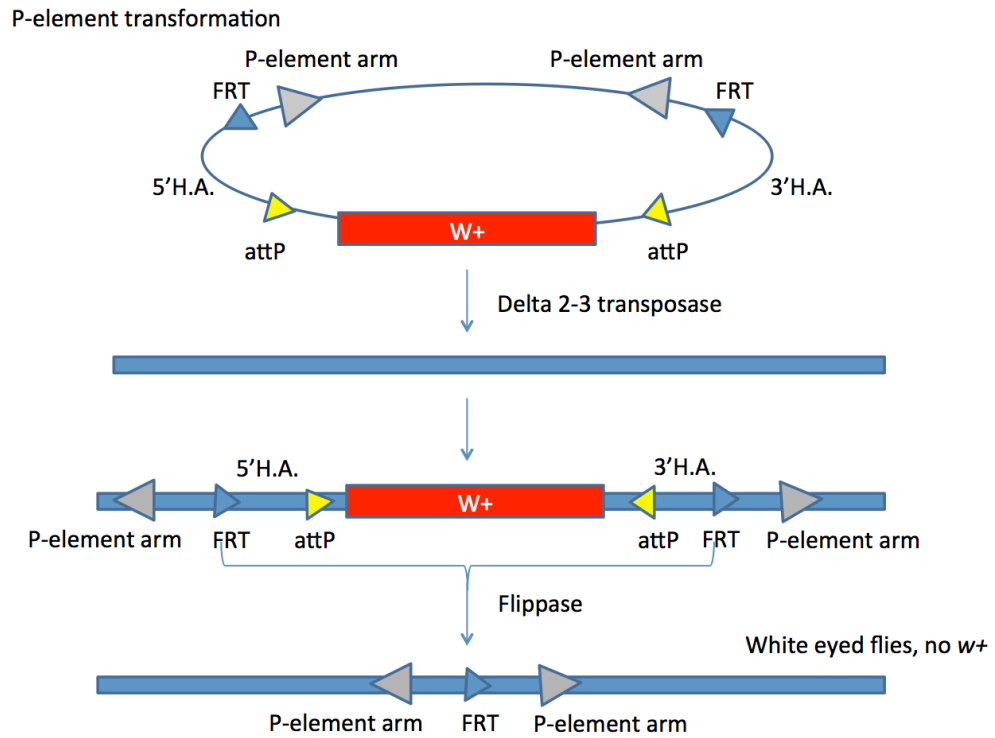 P-element transformation
P-element arm
P-element arm
FRT
FRT
5'H.A.
3'H.A.
W+
attP
attP
Delta 2-3 transposase
5'H.A.
3'H.A.
W+
P-element arm
FRT
attP
attP
FRT
P-element arm
Flippase
White eyed flies, no w+
P-element arm
FRT
P-element arm